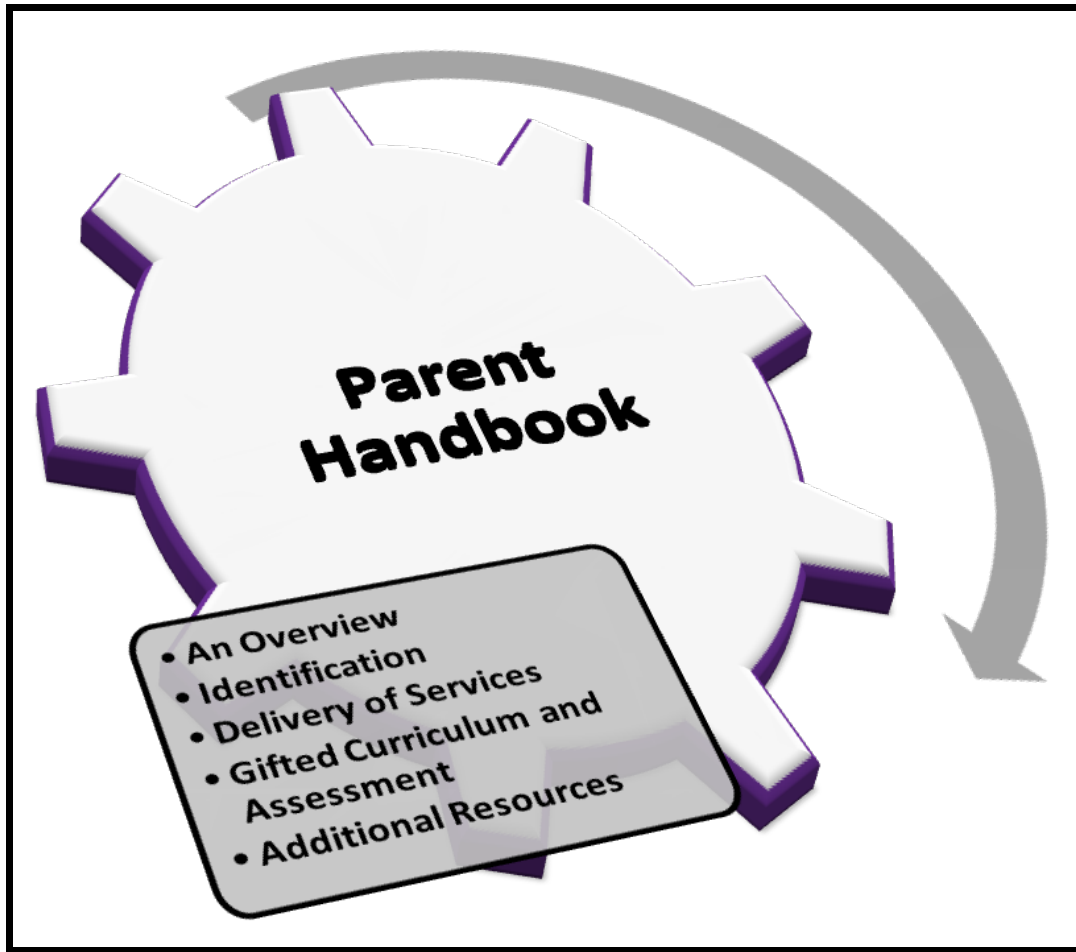 Parent
Handbook
• An Overview
• Identification
• Delivery of Services
• Gifted Curriculum and
Assessment
• Additional Resources